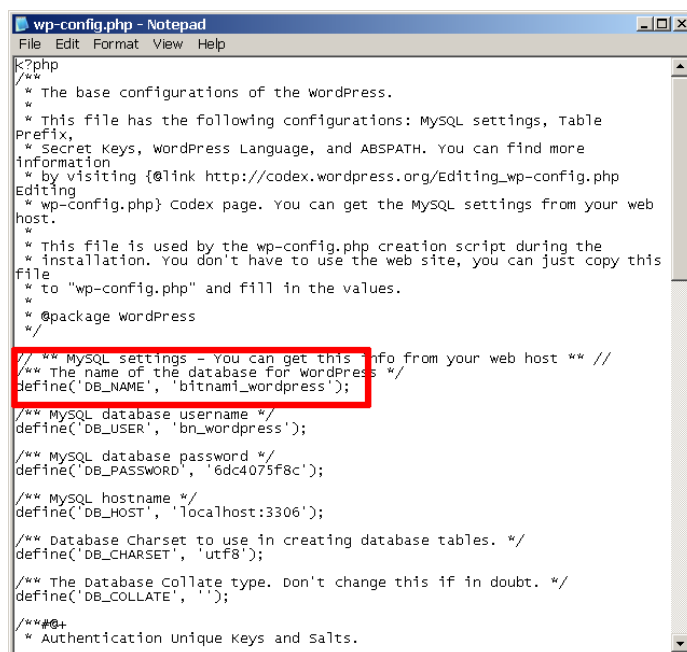 wp-config.php - Notepad
File Edit Format View Help
<?php
/**
 * The base configurations of the WordPress.
 *
 * This file has the following configurations: MySQL settings, Table
Prefix,
 * Secret Keys, WordPress Language, and ABSPATH. You can find more
information
 * by visiting {@link http://codex.wordpress.org/Editing_wp-config.php
Editing
 * wp-config.php} Codex page. You can get the MySQL settings from your web
host.
 *
 * This file is used by the wp-config.php creation script during the
 * installation. You don't have to use the web site, you can just copy this
file
 * to "wp-config.php" and fill in the values.
 *
 * @package WordPress
 */
// ** MySQL settings - You can get this info from your web host ** //
/** The name of the database for WordPress */
define('DB_NAME', 'bitnami_wordpress');
/** MySQL database username */
define('DB_USER', 'bn_wordpress');
/** MySQL database password */
define('DB_PASSWORD', '6dc4075f8c');
/** MySQL hostname */
define('DB_HOST', 'localhost:3306');
/** Database Charset to use in creating database tables. */
define('DB_CHARSET', 'utf8');
/** The Database Collate type. Don't change this if in doubt. */
define('DB_COLLATE', '');
/**#@+
 * Authentication Unique Keys and Salts.